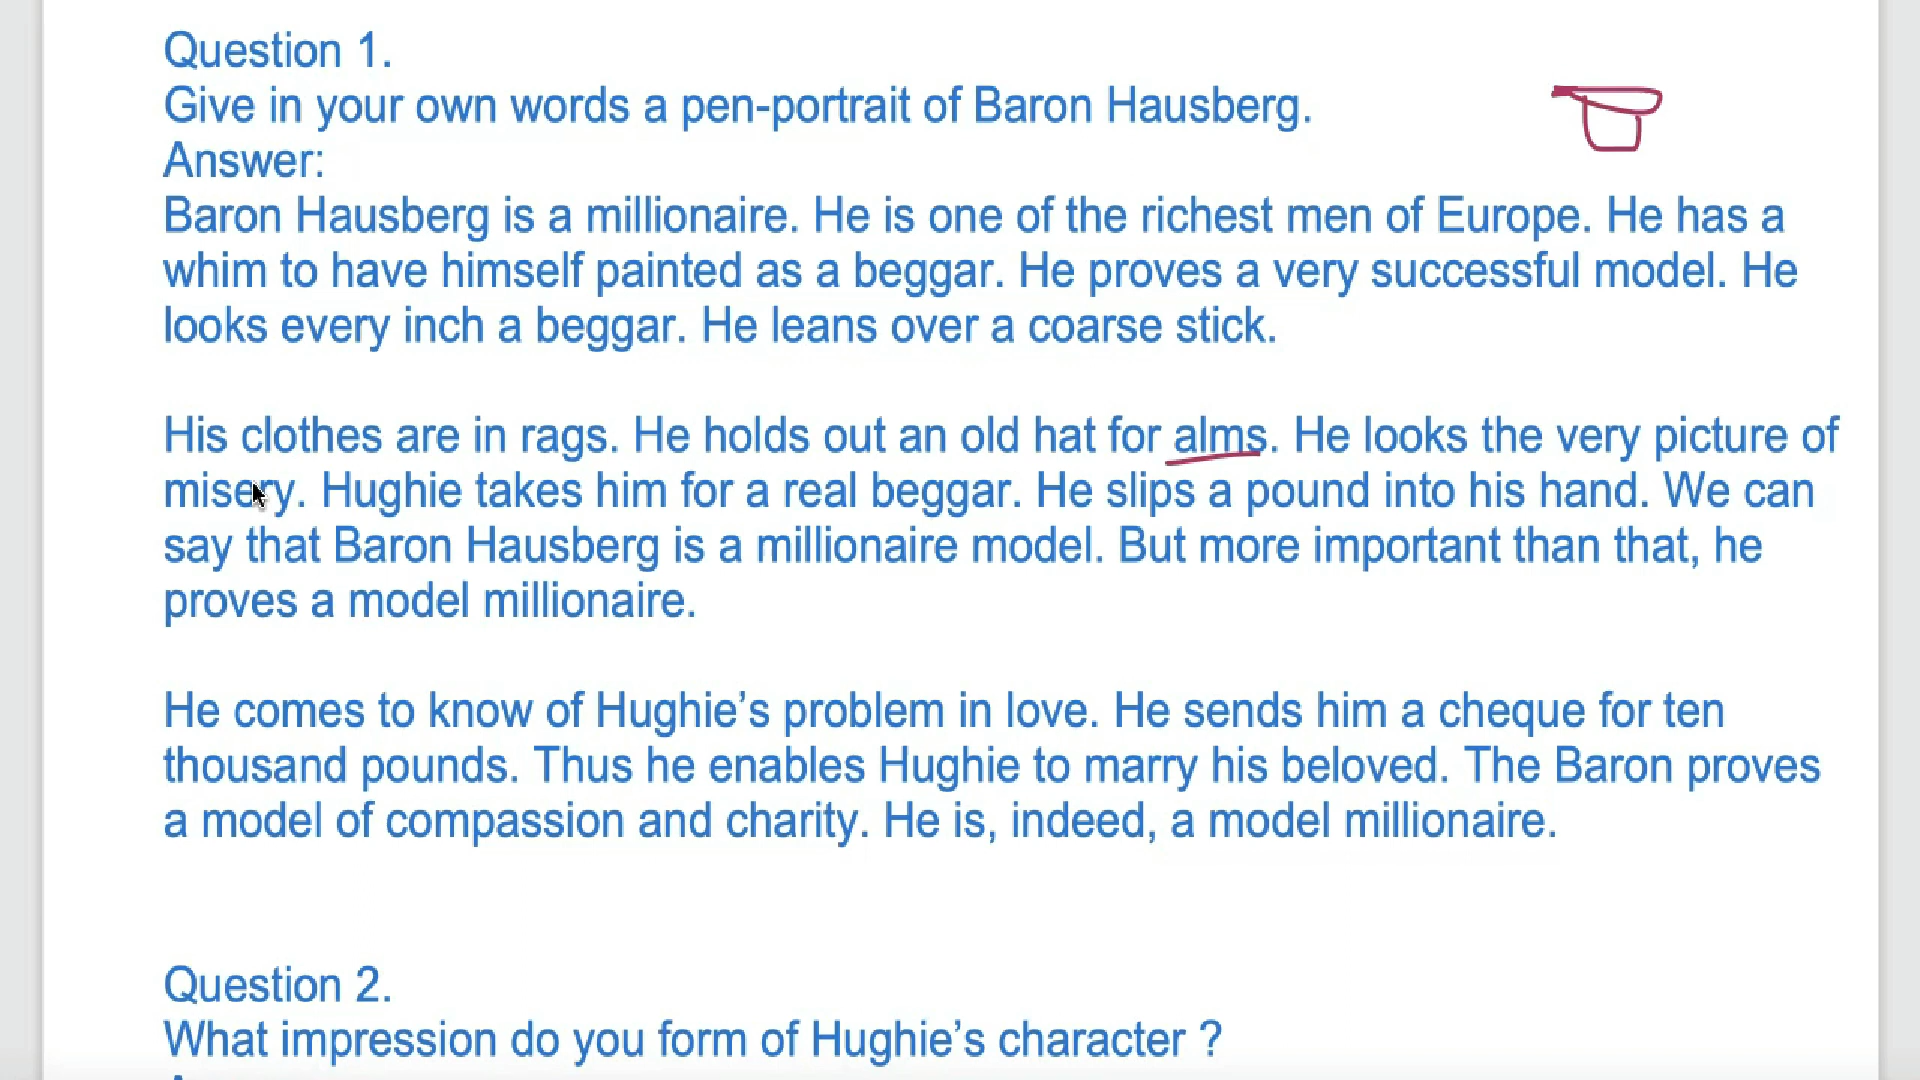 Question 1.
Give in your own words a pen-portrait of Baron Hausberg.
Answer:
Baron Hausberg is a millionaire. He is one of the richest men of Europe. He has a
whim to have himself painted as a beggar. He proves a very successful model. He
looks every inch a beggar. He leans over a coarse stick.
His clothes are in rags. He holds out an old hat for alms. He looks the very picture of
misery. Hughie takes him for a real beggar. He slips a pound into his hand. We can
say that Baron Hausberg is a millionaire model. But more important than that, he
proves a model millionaire.
He comes to know of Hughie’s problem in love. He sends him a cheque for ten
thousand pounds. Thus he enables Hughie to marry his beloved. The Baron proves
a model of compassion and charity. He is, indeed, a model millionaire.
Question 2.
What impression do you form of Hughie’s character ?